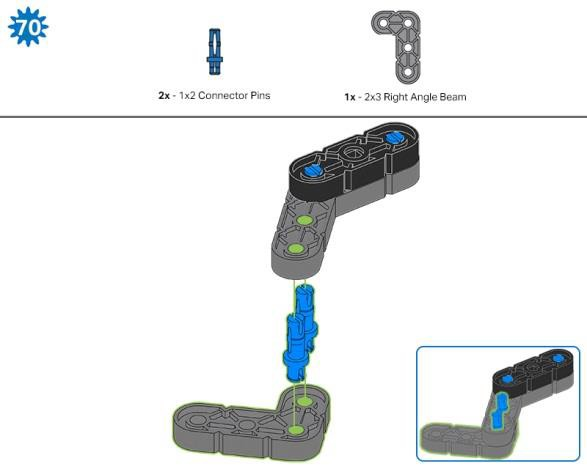 70
2x - 1x2 Connector Pins
1x - 2x3 Right Angle Beam